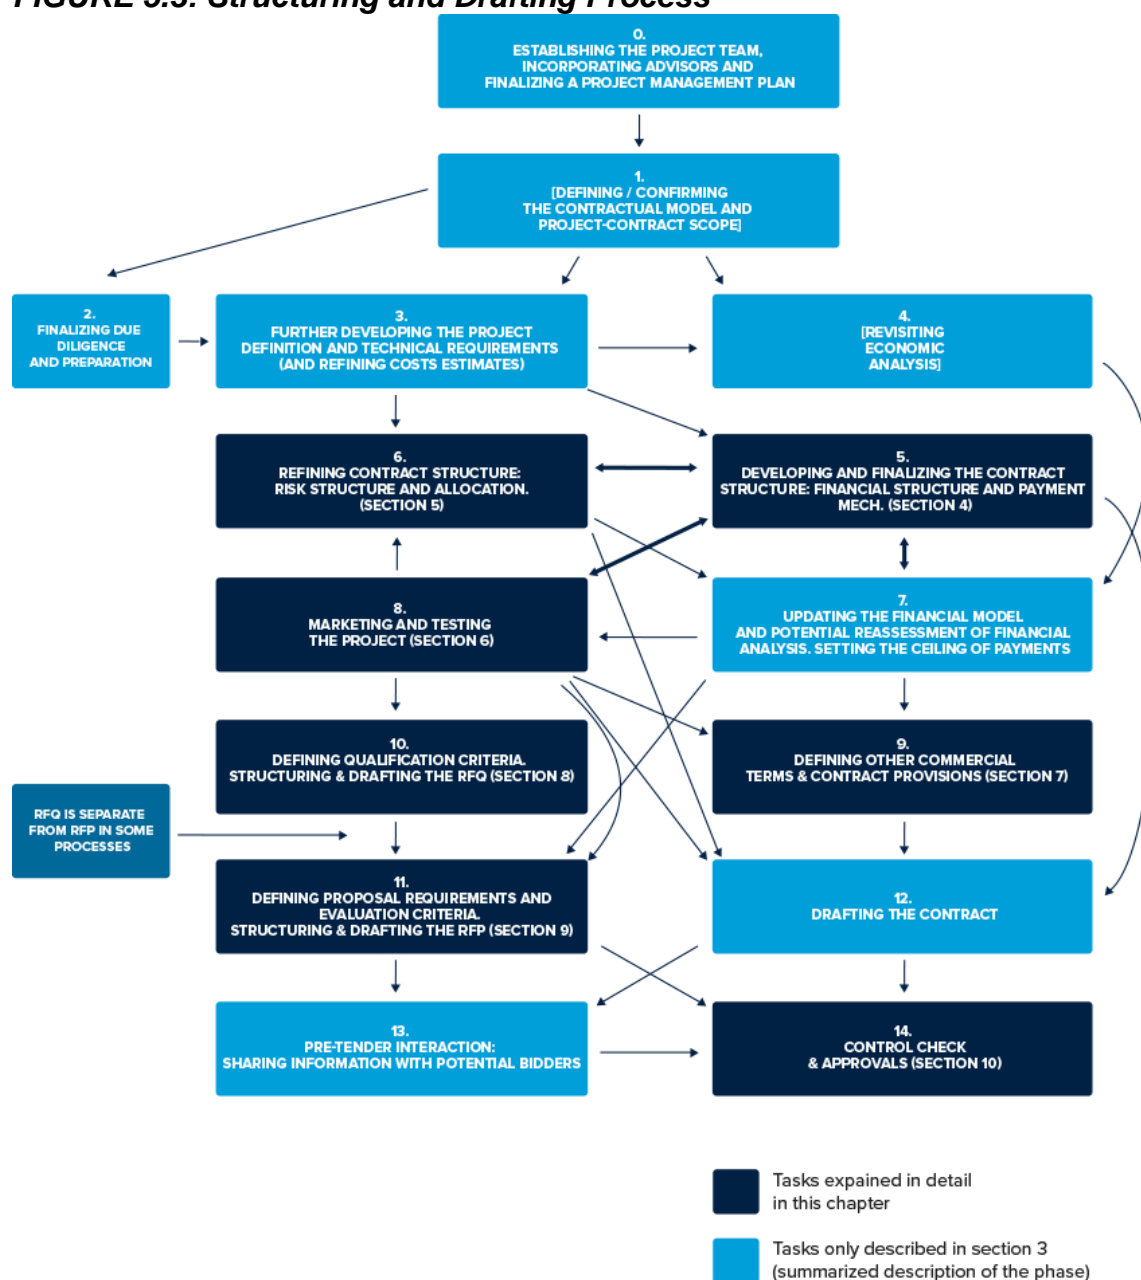 FIGURE 5.3: Structuring and Drafting Process
0.
ESTABLISHING THE PROJECT TEAM,
INCORPORATING ADVISORS AND
FINALIZING A PROJECT MANAGEMENT PLAN
1.
[DEFINING / CONFIRMING
THE CONTRACTUAL MODEL AND
PROJECT-CONTRACT SCOPE]
2.
FINALIZING DUE
DILIGENCE
AND PREPARATION
3.
FURTHER DEVELOPING THE PROJECT
DEFINITION AND TECHNICAL REQUIREMENTS
(AND REFINING COSTS ESTIMATES)
4.
[REVISITING
ECONOMIC
ANALYSIS]
6.
REFINING CONTRACT STRUCTURE:
RISK STRUCTURE AND ALLOCATION.
(SECTION 5)
5.
DEVELOPING AND FINALIZING THE CONTRACT
STRUCTURE: FINANCIAL STRUCTURE AND PAYMENT
MECH. (SECTION 4)
8.
MARKETING AND TESTING
THE PROJECT (SECTION 6)
7.
UPDATING THE FINANCIAL MODEL
AND POTENTIAL REASSESSMENT OF FINANCIAL
ANALYSIS. SETTING THE CEILING OF PAYMENTS
10.
DEFINING QUALIFICATION CRITERIA.
STRUCTURING & DRAFTING THE RFQ (SECTION 8)
9.
DEFINING OTHER COMMERCIAL
TERMS & CONTRACT PROVISIONS (SECTION 7)
RFQ IS SEPARATE
FROM RFP IN SOME
PROCESSES
11.
DEFINING PROPOSAL REQUIREMENTS AND
EVALUATION CRITERIA.
STRUCTURING & DRAFTING THE RFP (SECTION 9)
12.
DRAFTING THE CONTRACT
13.
PRE-TENDER INTERACTION:
SHARING INFORMATION WITH POTENTIAL BIDDERS
14.
CONTROL CHECK
& APPROVALS (SECTION 10)
Tasks expained in detail
in this chapter
Tasks only described in section 3
(summarized description of the phase)